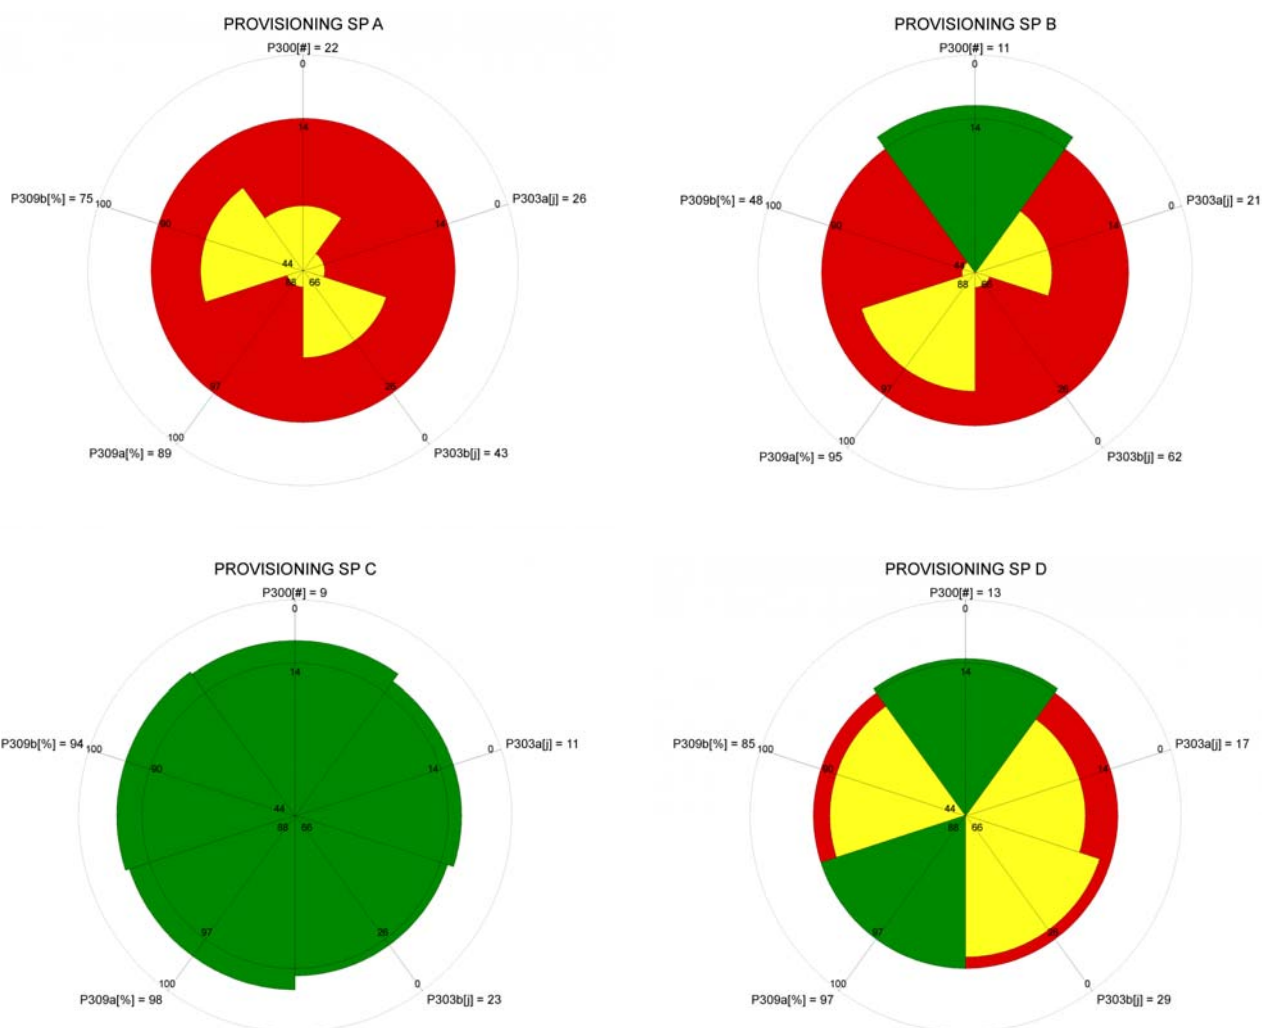 PROVISIONING SP A
P300[#] = 22
0
14
P309b[%] = 75 100
90
0 P303a[j] = 26
14
44
88 66
97
26
100
0
P309a[%] = 89
P303b[j] = 43
PROVISIONING SP B
P300[#] = 11
0
14
P309b[%] = 48 100
90
0 P303a[j] = 21
14
44
88 66
97
26
100
0
P309a[%] = 95
P303b[j] = 62
PROVISIONING SP C
P300[#] = 9
0
14
P309b[%] = 94 100
90
0 P303a[j] = 11
14
44
88 66
97
26
100
0
P309a[%] = 98
P303b[j] = 23
PROVISIONING SP D
P300[#] = 13
0
14
P309b[%] = 85 100
90
0 P303a[j] = 17
14
44
88 66
97
26
100
0
P309a[%] = 97
P303b[j] = 29